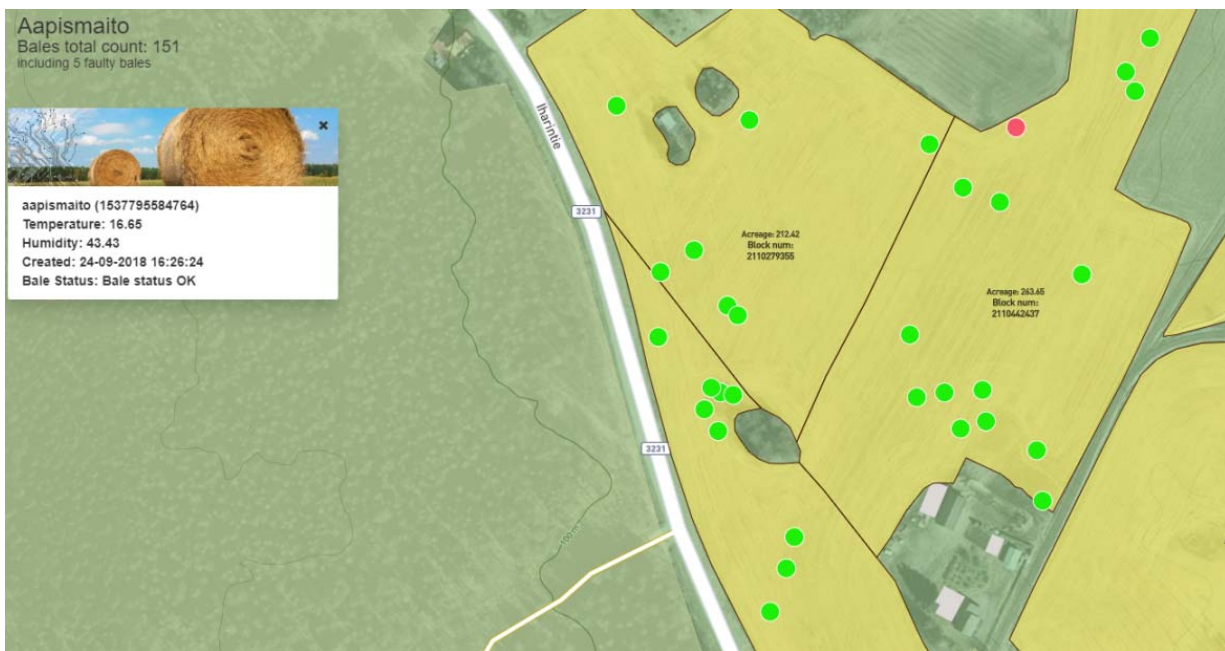 Aapismaito
Bales total count: 151
including 5 faulty bales
×
aapismaito (1537795584764)
Temperature: 16.65
Humidity: 43.43
Created: 24-09-2018 16:26:24
Bale Status: Bale status OK
Iharintie
3231
Acreage: 212.42
Block num:
2110279355
Acreage: 263.65
Block num:
2110442437
3231
100 m